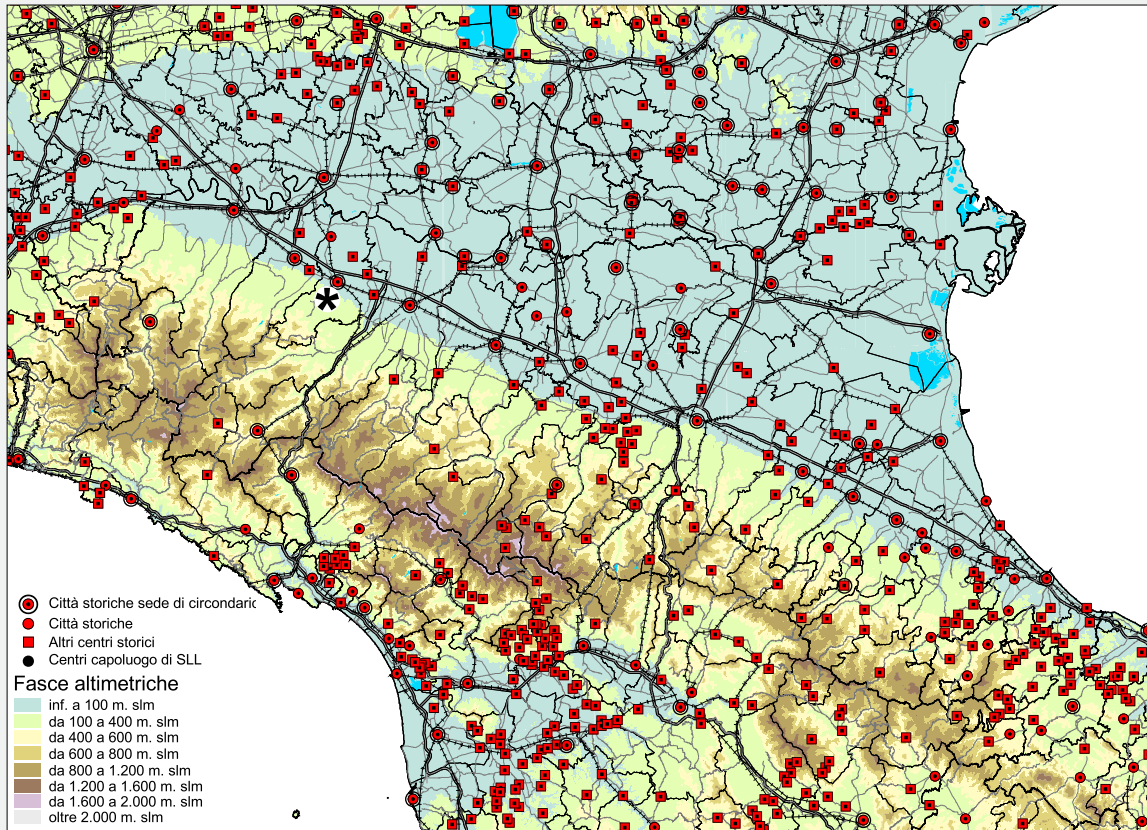 *
Città storiche sede di circondaric
Città storiche
Altri centri storici
Centri capoluogo di SLL
Fasce altimetriche
inf. a 100 m. slm
da 100 a 400 m. slm
da 400 a 600 m. slm
da 600 a 800 m. slm
da 800 a 1.200 m. slm
da 1.200 a 1.600 m. slm
da 1.600 a 2.000 m. slm
oltre 2.000 m. slm